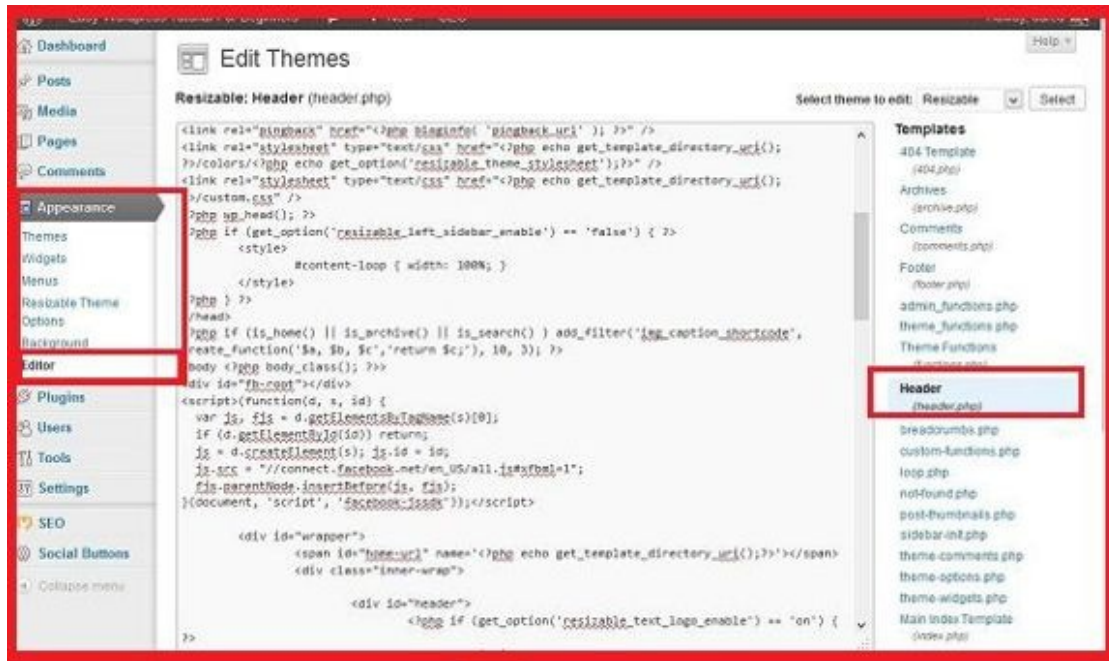 New
SEO
Dashboard
Posts
Media
Pages
Comments
Appearance
Themes
Widgets
Menus
Resizable Theme
Options
Background
Editor
Plugins
Users
Tools
Settings
SEO
Social Buttons
Collapse menu
Help
Edit Themes
Resizable: Header (header.php)
Select theme to edit: Resizable
Select
<link rel="pingback" href="<?php bloginfo( 'pingback_url' ); ?>" />
<link rel="stylesheet" type="text/css" href="<?php echo get_template_directory_uri();
?>/colors/<?php echo get_option('resizable_theme_stylesheet');?>" />
<link rel="stylesheet" type="text/css" href="<?php echo get_template_directory_uri();
>/custom.css" />
?php wp_head(); ?>
?php if (get_option('resizable_left_sidebar_enable') == 'false') { ?>
<style>
#content-loop { width: 100%; }
</style>
?php } ?>
/head>
?php if (is_home() || is_archive() || is_search() ) add_filter('img_caption_shortcode',
reate_function('$a, $b, $c','return $c;'), 10, 3); ?>
body <?php body_class(); ?>>
div id="fb-root"></div>
<script>(function(d, s, id) {
var js, fjs = d.getElementsByTagName(s)[0];
if (d.getElementById(id)) return;
js = d.createElement(s); js.id = id;
js.src = "//connect.facebook.net/en_US/all.js#xfbml=1";
fjs.parentNode.insertBefore(js, fjs);
}(document, 'script', 'facebook-jssdk'));</script>
<div id="wrapper">
<span id="home-url" name='<?php echo get_template_directory_uri();?>'></span>
<div class="inner-wrap">
<div id="header">
<?php if (get_option('resizable_text_logo_enable') == 'on') {
?>
Templates
404 Template
(404.php)
Archives
(archive.php)
Comments
(comments.php)
Footer
(footer.php)
admin_functions.php
theme_functions.php
Theme Functions
(functions.php)
Header
(header.php)
breadcrumbs.php
custom-functions.php
loop.php
not-found.php
post-thumbnails.php
sidebar-init.php
theme-comments.php
theme-options.php
theme-widgets.php
Main Index Template
(index.php)